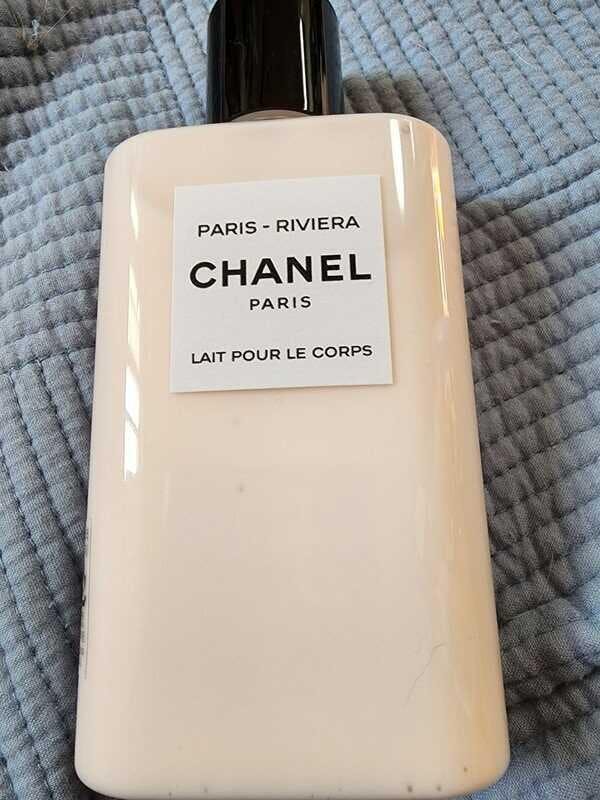 PARIS - RIVIERA
CHANEL
PARIS
LAIT POUR LE CORPS